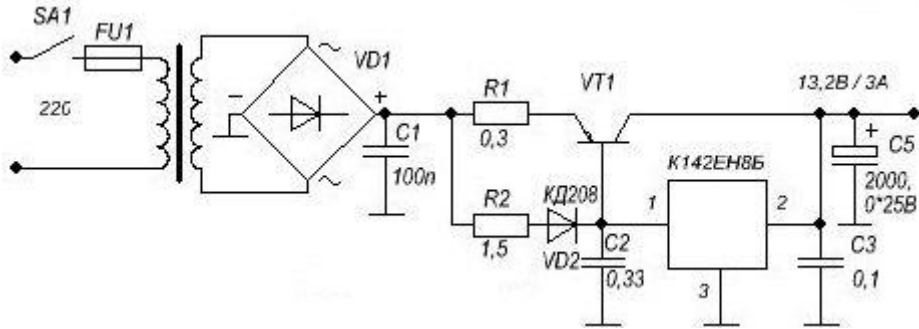 SA1
FU1
220
~
VD1
−
+
~
C1
100n
R1
0,3
VT1
13,2В / 3А
R2
1,5
КД208
VD2
C2
0,33
К142ЕН8Б
1
2
3
+
C5
2000,
0*25В
C3
0,1